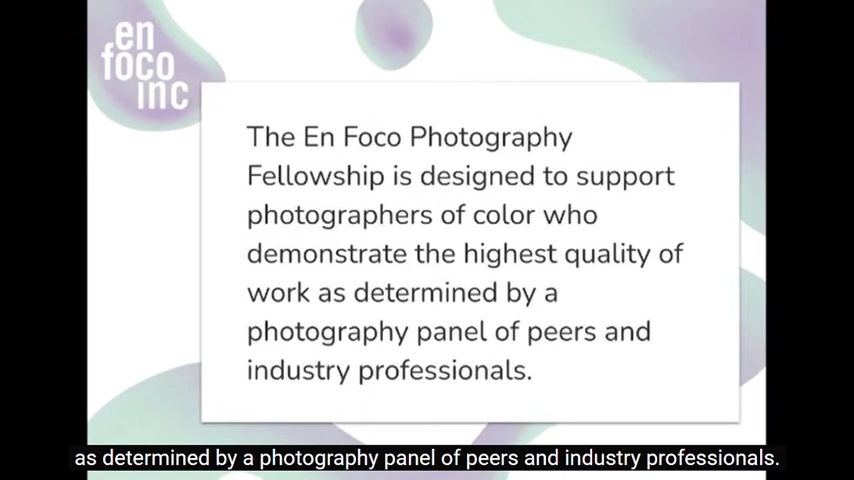 en
foco
inc
The En Foco Photography
Fellowship is designed to support
photographers of color who
demonstrate the highest quality of
work as determined by a
photography panel of peers and
industry professionals.
as determined by a photography panel of peers and industry professionals.